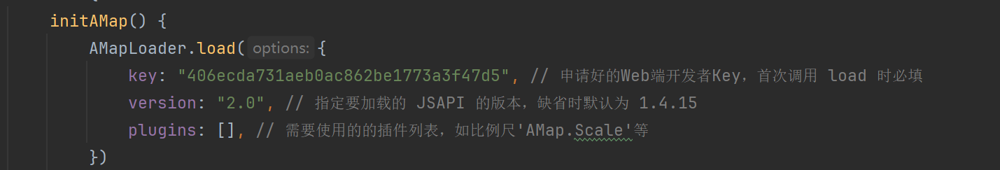 initAMap() {
AMapLoader.load( options: {
key: "406ecda731aeb0ac862be1773a3f47d5", // 申请好的Web端开发者Key，首次调用 load 时必填
version: "2.0", // 指定要加载的 JSAPI 的版本，缺省时默认为 1.4.15
plugins: [], // 需要使用的的插件列表，如比例尺'AMap.Scale'等
})